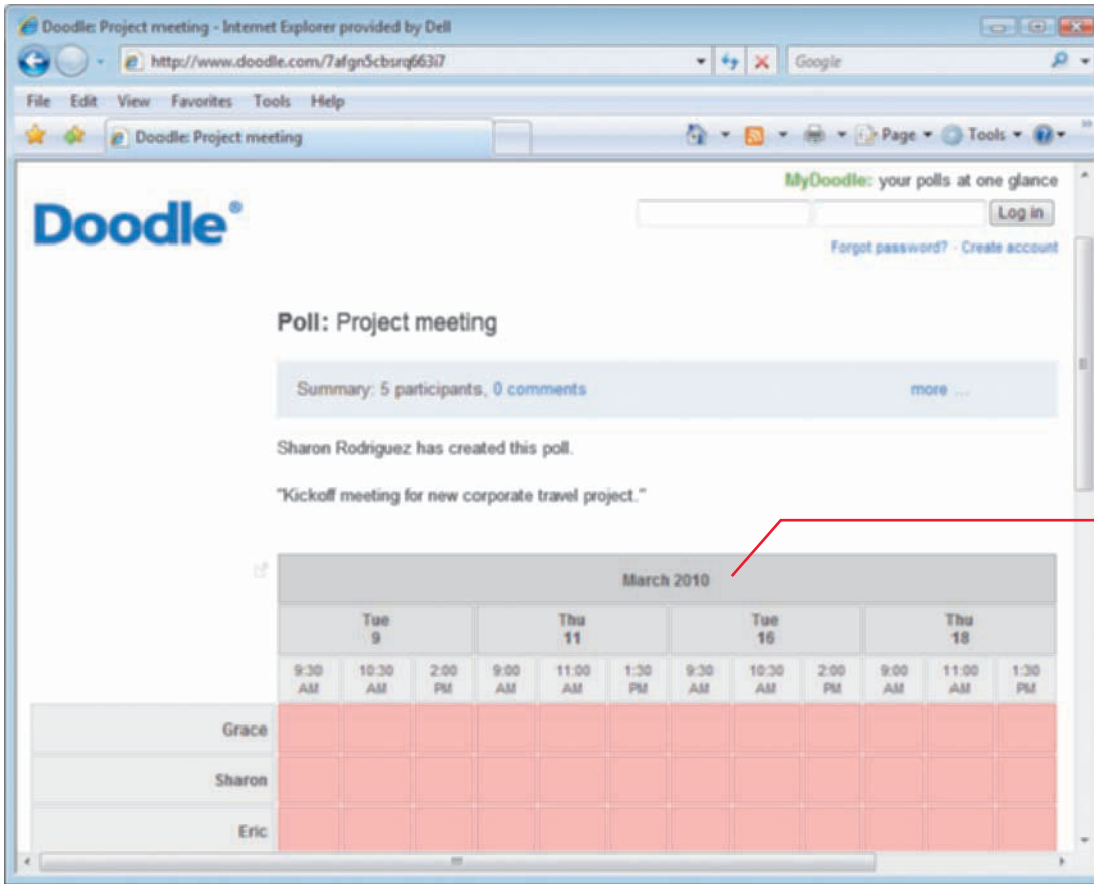 Doodle: Project meeting - Internet Explorer provided by Dell
http://www.doodle.com/7afgn5cbsrq663i7
Google
File Edit View Favorites Tools Help
Doodle: Project meeting
Page Tools
MyDoodle: your polls at one glance
Doodle®
Log in
Forgot password? - Create account
Poll: Project meeting
Summary: 5 participants, 0 comments more ...
Sharon Rodriguez has created this poll.
"Kickoff meeting for new corporate travel project."
March 2010
Tue Thu Tue Thu
9 11 16 18
9:30 10:30 2:00 9:00 11:00 1:30 9:30 10:30 2:00 9:00 11:00 1:30
AM AM PM AM AM PM AM AM PM AM AM PM
Grace
Sharon
Eric